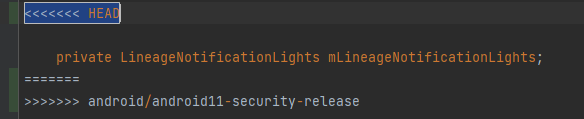 <<<<<<< HEAD
private LineageNotificationLights mLineageNotificationLights;
=======
>>>>>>> android/android11-security-release